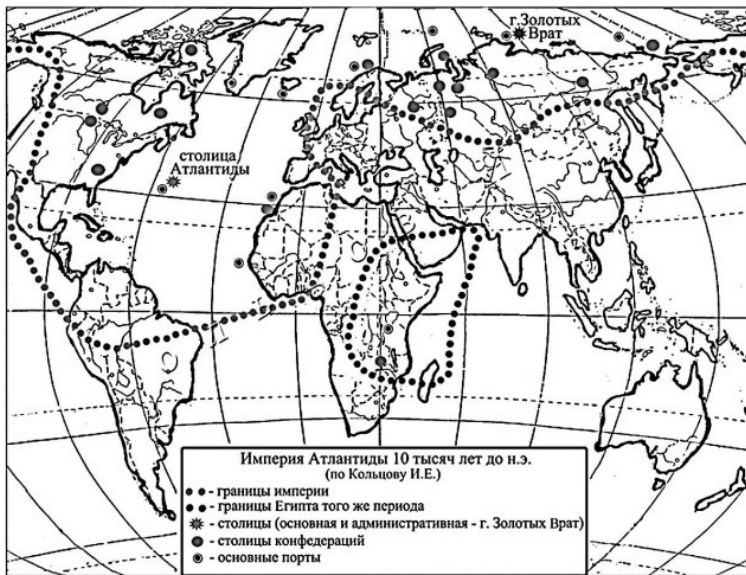 г.Золотых
Врат
столица
Атлантиды
Империя Атлантиды 10 тысяч лет до н.э.
(по Кольцову И.Е.)
- границы империи
- границы Египта того же периода
- столицы (основная и административная - г. Золотых Врат)
- столицы конфедераций
- основные порты